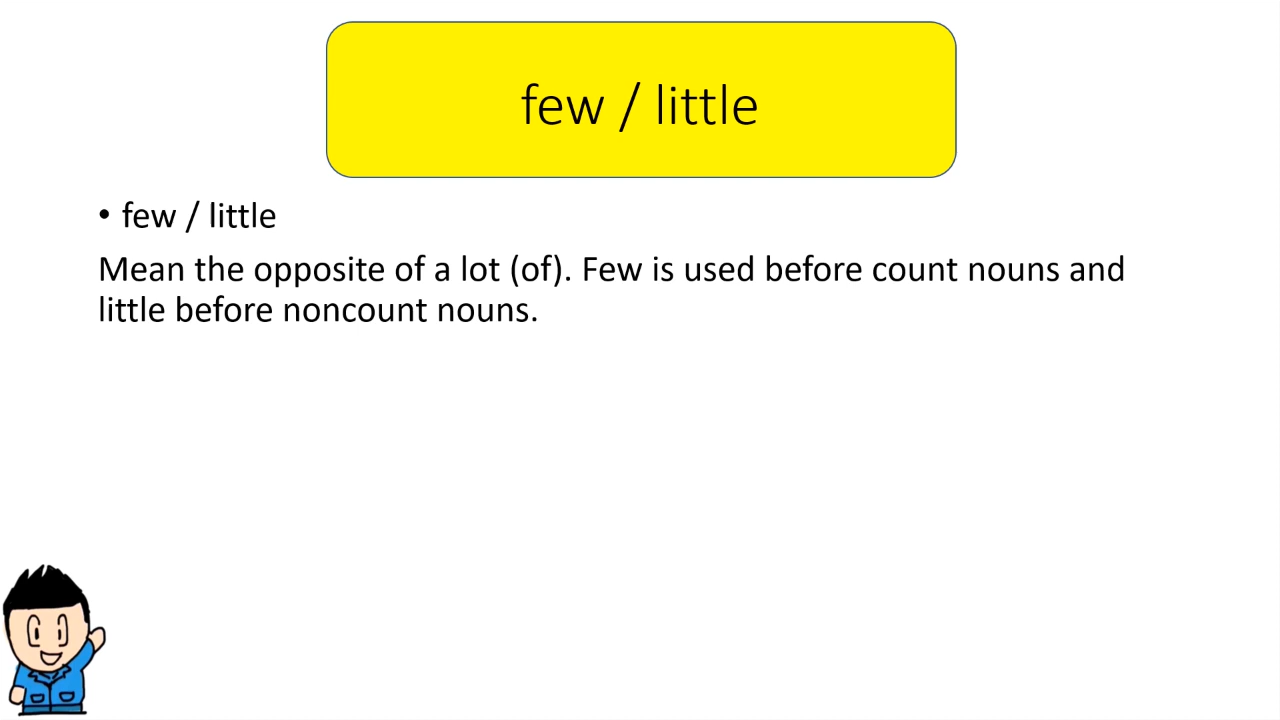 few / little
• few / little
Mean the opposite of a lot (of). Few is used before count nouns and
little before noncount nouns.